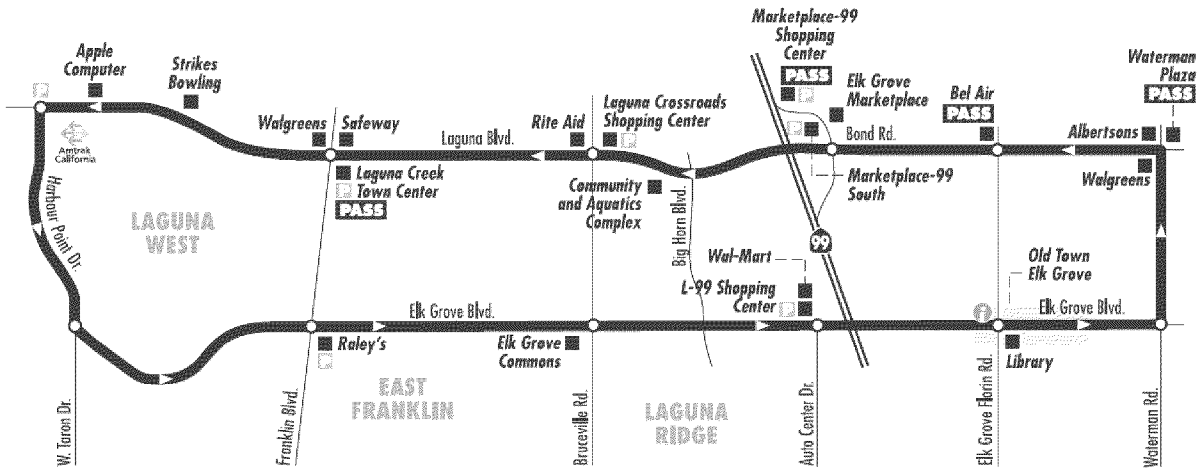 Marketplace-99
Shopping
Center
PASS
P
Waterman
Plaza
PASS
Apple
Computer
P
Strikes
Bowling
Elk Grove
Marketplace
Bel Air
PASS
Amtrak
California
Walgreens
Safeway
Laguna Blvd.
Rite Aid
Laguna Crossroads
Shopping Center
P
P
Bond Rd.
Albertsons
Laguna Creek
Town Center
P
PASS
Community
and Aquatics
Complex
Marketplace-99
South
Walgreens
Harbour Point Dr.
LAGUNA
WEST
Big Horn Blvd.
99
Wal-Mart
Old Town
Elk Grove
L-99 Shopping
Center
P
Elk Grove Blvd.
i
Elk Grove Blvd.
Raley's
P
Elk Grove
Commons
Library
EAST
FRANKLIN
LAGUNA
RIDGE
W. Taron Dr.
Franklin Blvd.
Bruceville Rd.
Auto Center Dr.
Elk Grove Florin Rd.
Waterman Rd.